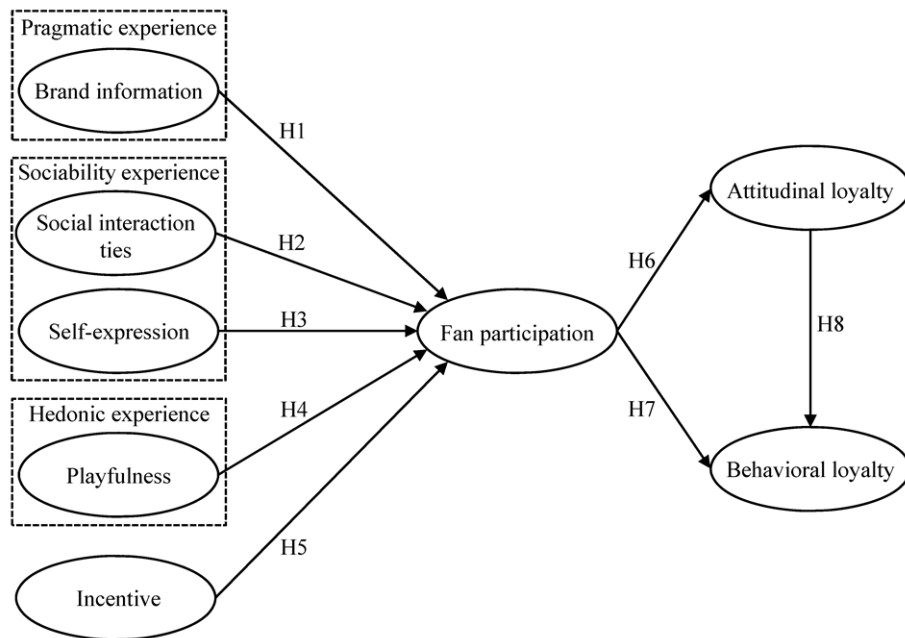 Pragmatic experience
Brand information
H1
Sociability experience
Social interaction
ties
H2
Self-expression
H3
Hedonic experience
Playfulness
H4
Incentive
H5
Fan participation
H6
H7
Attitudinal loyalty
H8
Behavioral loyalty